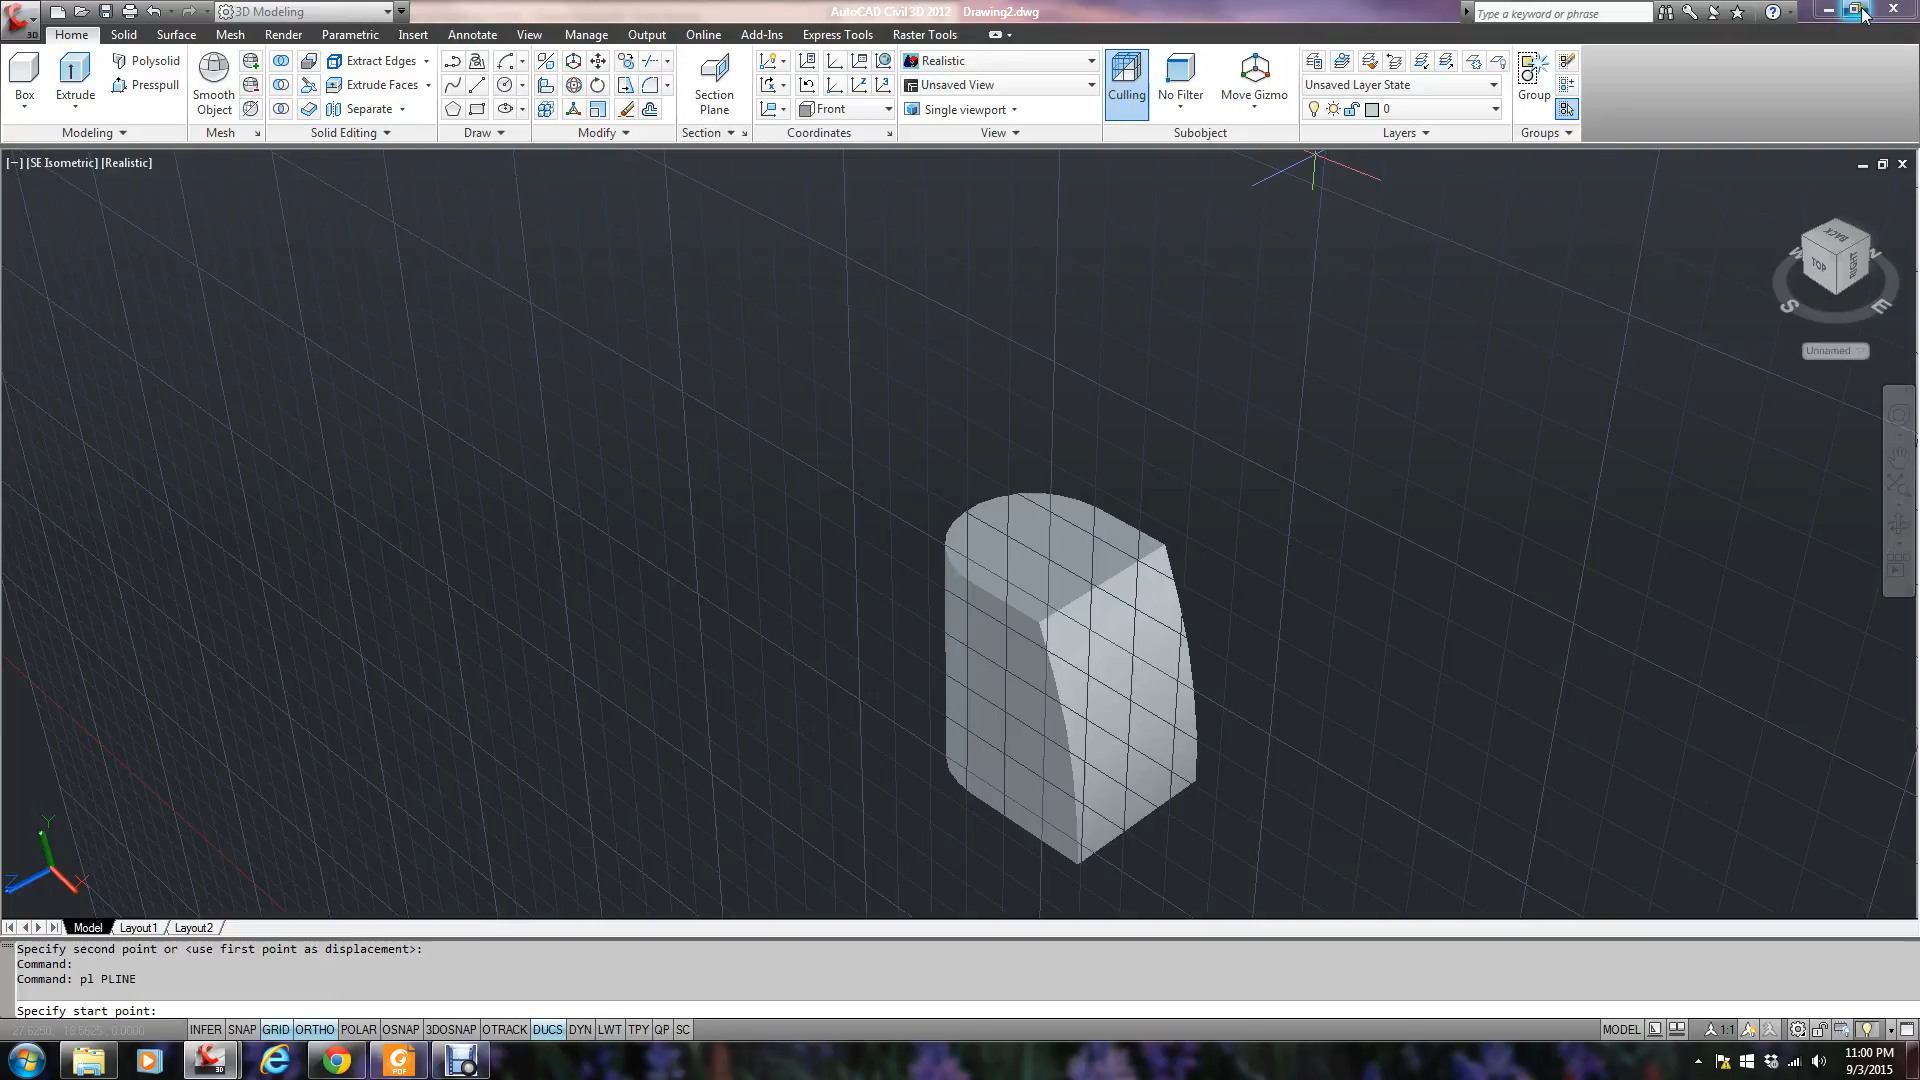 3D Modeling
AutoCAD Civil 3D 2012 Drawing2.dwg
Type a keyword or phrase
Home Solid Surface Mesh Render Parametric Insert Annotate View Manage Output Online Add-Ins Express Tools Raster Tools
Box
Extrude
Polysolid
Presspull
Modeling
Smooth
Object
Mesh
Extract Edges
Extrude Faces
Separate
Solid Editing
Draw
Modify
Section
Plane
Section
Front
Coordinates
Realistic
Unsaved View
Single viewport
View
Culling
No Filter
Move Gizmo
Subobject
Unsaved Layer State
0
Layers
Group
Groups
[−] [SE Isometric] [Realistic]
BACK
TOP
RIGHT
W
N
S
E
Unnamed
Y
Z
X
Model Layout1 Layout2
Specify second point or <use first point as displacement>:
Command:
Command: pl PLINE
Specify start point:
INFER SNAP GRID ORTHO POLAR OSNAP 3DOSNAP OTRACK DUCS DYN LWT TPY QP SC
MODEL
1:1
3D
PDF
11:00 PM
9/3/2015